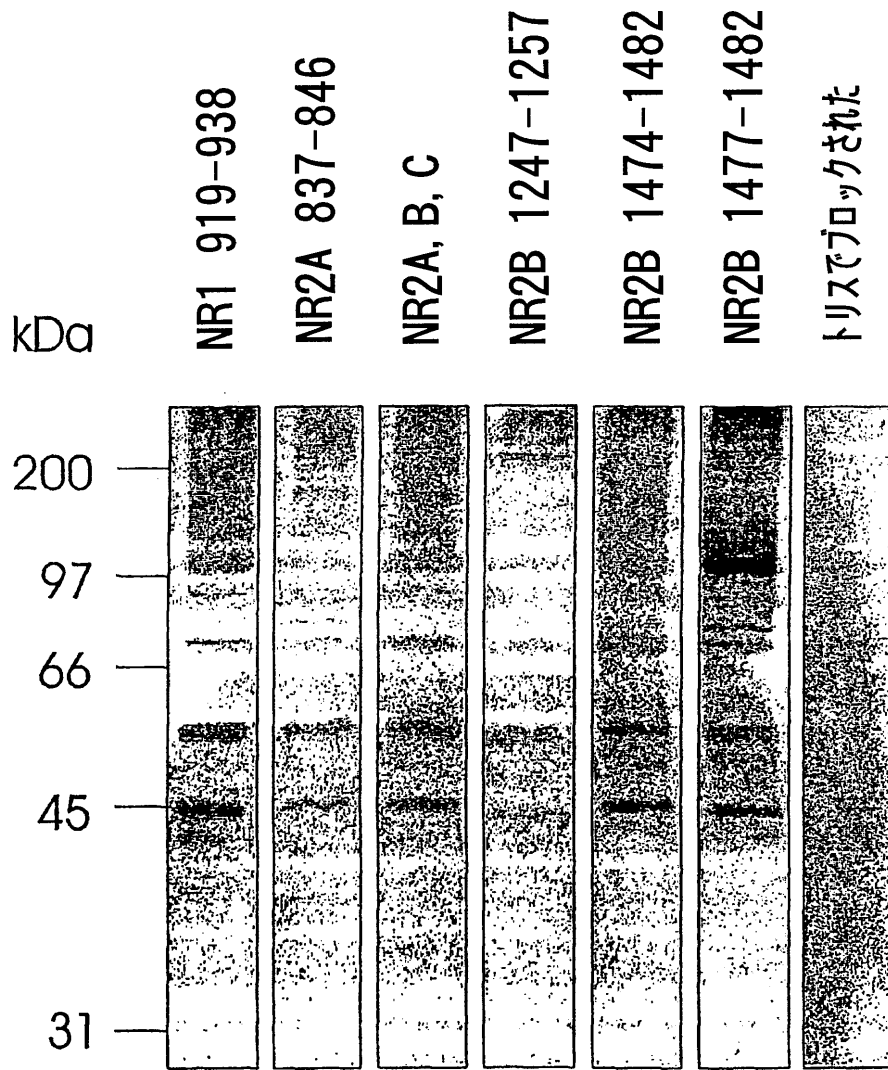 NR1 919-938
NR2A 837-846
NR2A, B, C
NR2B 1247-1257
NR2B 1474-1482
NR2B 1477-1482
トリスでブロックされた
kDa
200
97
66
45
31